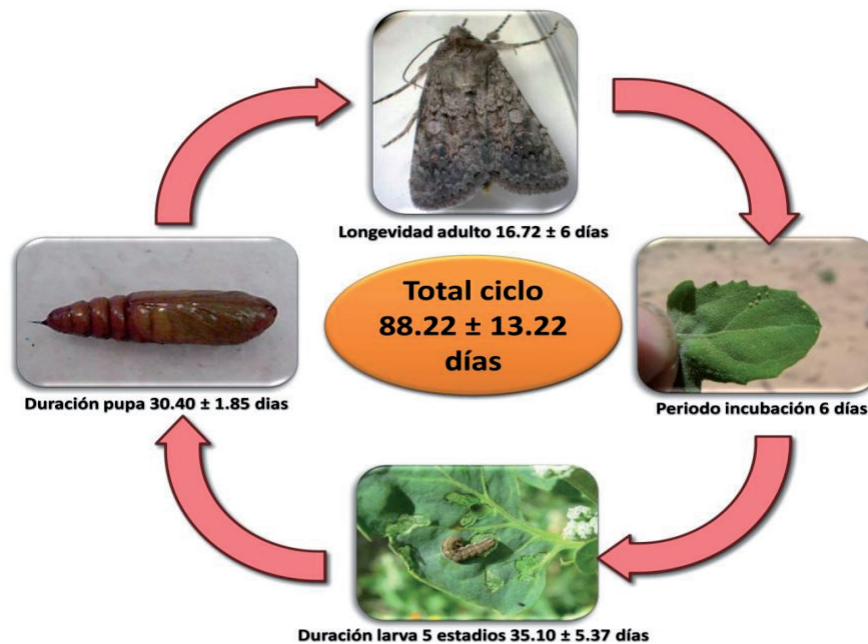 Longevidad adulto 16.72 ± 6 días
Total ciclo
88.22 ± 13.22
días
Duración pupa 30.40 ± 1.85 dias
Periodo incubación 6 días
Duración larva 5 estadios 35.10 ± 5.37 días